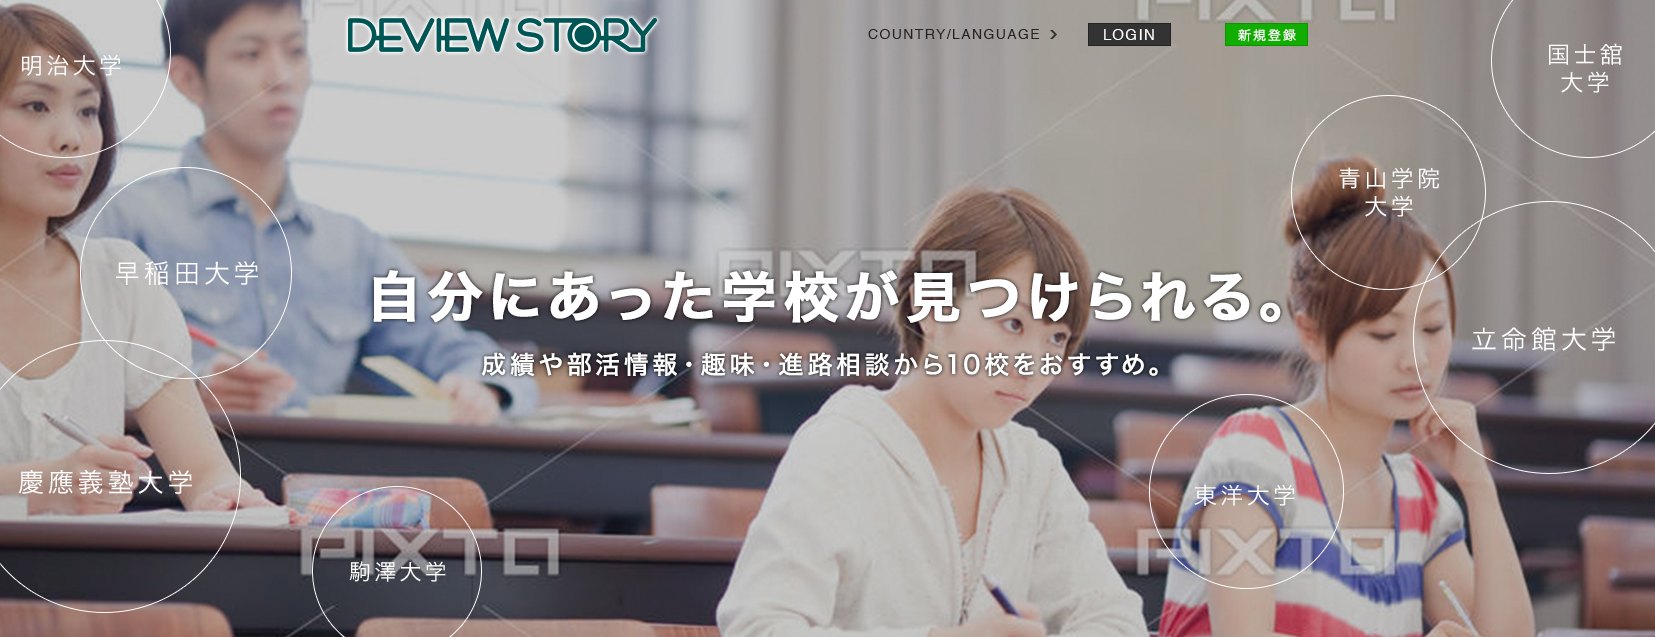 DEVIEW STORY
COUNTRY/LANGUAGE >
LOGIN
新規登録
明治大学
国士舘
大学
青山学院
大学
早稲田大学
自分にあった学校が見つけられる。
立命館大学
成績や部活情報・趣味・進路相談から10校をおすすめ。
慶應義塾大学
東洋大学
駒澤大学
PIXTA
PIXTA
PIXTA